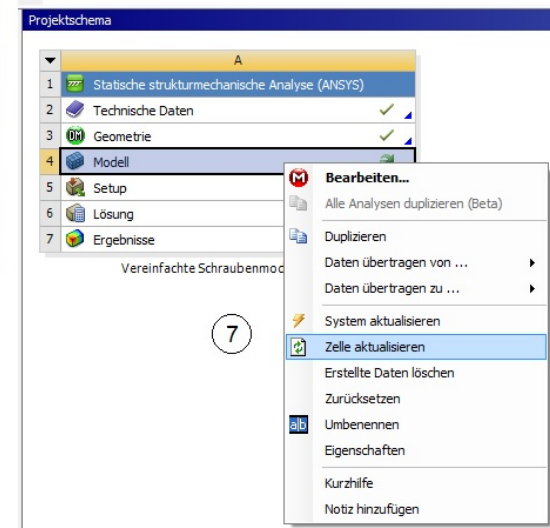 Projektschema
A
1 Statische strukturmechanische Analyse (ANSYS)
2 Technische Daten
3 DM Geometrie
4 Modell
5 Setup
6 Lösung
7 Ergebnisse
Vereinfachte Schraubenmod
7
M Bearbeiten...
Alle Analysen duplizieren (Beta)
Duplizieren
Daten übertragen von ...
Daten übertragen zu ...
System aktualisieren
Zelle aktualisieren
Erstellte Daten löschen
Zurücksetzen
a|b Umbenennen
Eigenschaften
Kurzhilfe
Notiz hinzufügen